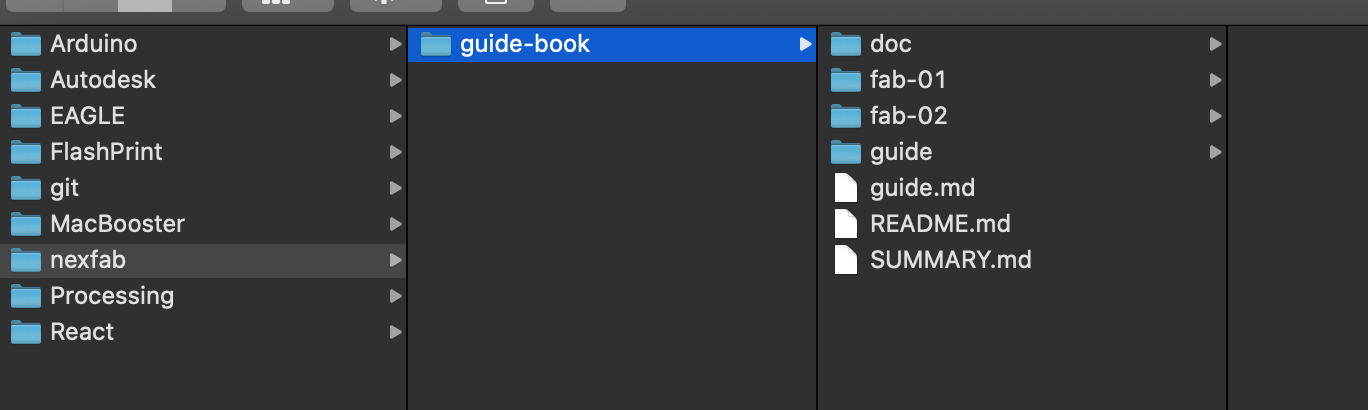 Arduino
Autodesk
EAGLE
FlashPrint
git
MacBooster
nexfab
Processing
React
guide-book
doc
fab-01
fab-02
guide
guide.md
README.md
SUMMARY.md